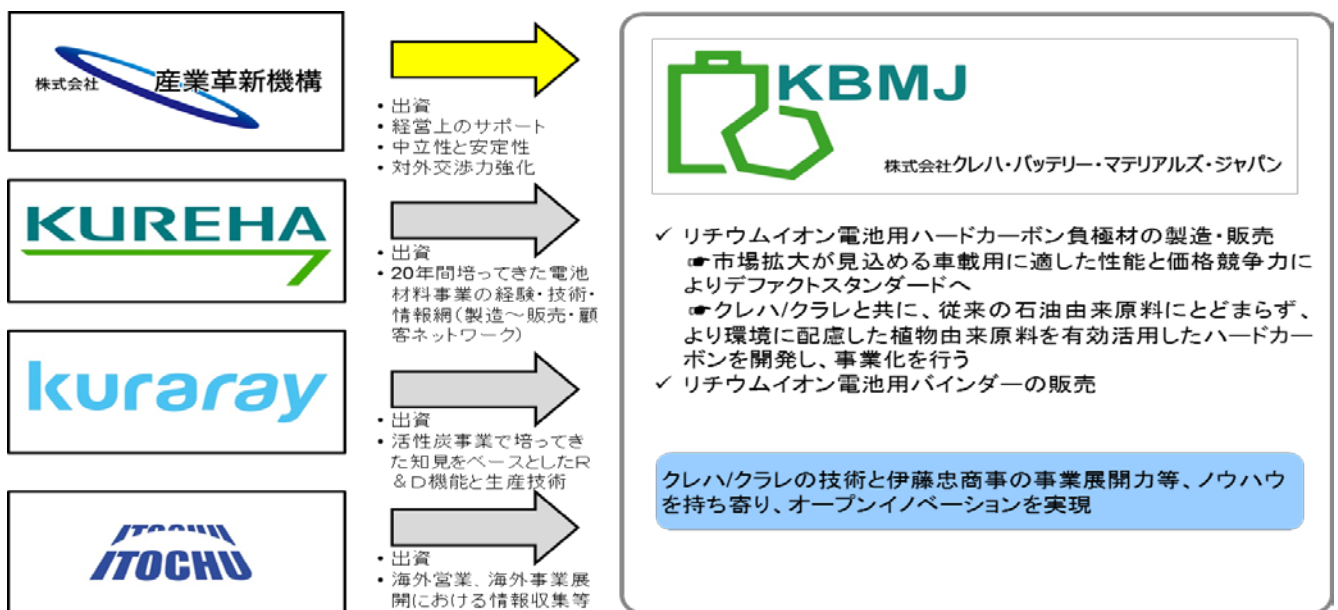 株式会社 産業革新機構
・出資
・経営上のサポート
・中立性と安定性
・対外交渉力強化
KUREHA
・出資
・20年間培ってきた電池
材料事業の経験・技術・
情報網(製造～販売・顧
客ネットワーク)
kuraray
・出資
・活性炭事業で培ってき
た知見をベースとしたR
&D機能と生産技術
ITOCHU
ITOCHU
・出資
・海外営業、海外事業展
開における情報収集等
KBMJ
株式会社クレハ・バッテリー・マテリアルズ・ジャパン
✓ リチウムイオン電池用ハードカーボン負極材の製造・販売
☛市場拡大が見込める車載用に適した性能と価格競争力に
よりデファクトスタンダードへ
☛クレハ/クラレと共に、従来の石油由来原料にとどまらず、
より環境に配慮した植物由来原料を有効活用したハードカー
ボンを開発し、事業化を行う
✓ リチウムイオン電池用バインダーの販売
クレハ/クラレの技術と伊藤忠商事の事業展開力等、ノウハウ
を持ち寄り、オープンイノベーションを実現